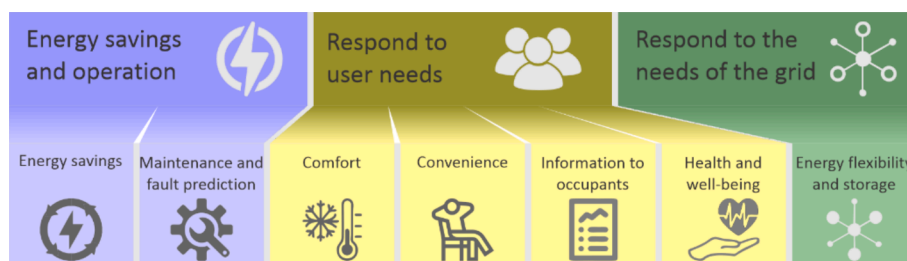 Energy savings
and operation
Respond to
user needs
Respond to the
needs of the grid
Energy savings
Maintenance and
fault prediction
Comfort
Convenience
Information to
occupants
Health and
well-being
Energy flexibility
and storage